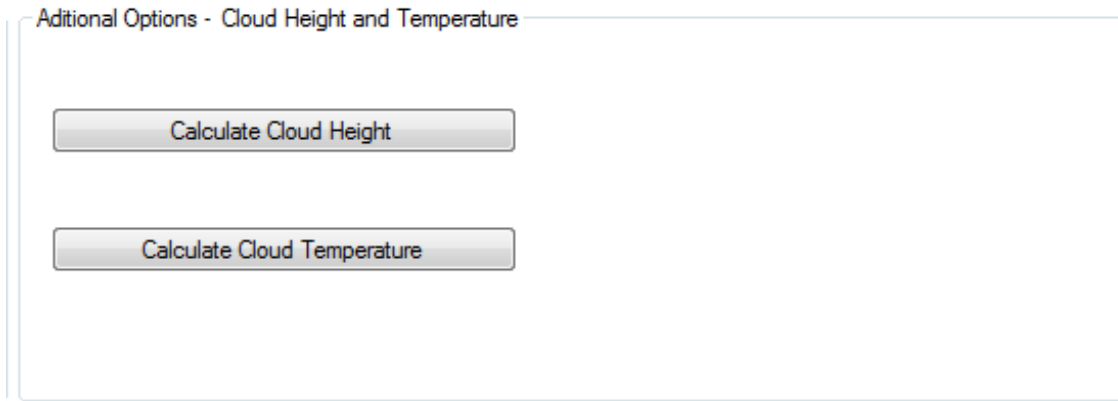 Aditional Options - Cloud Height and Temperature
Calculate Cloud Height
Calculate Cloud Temperature